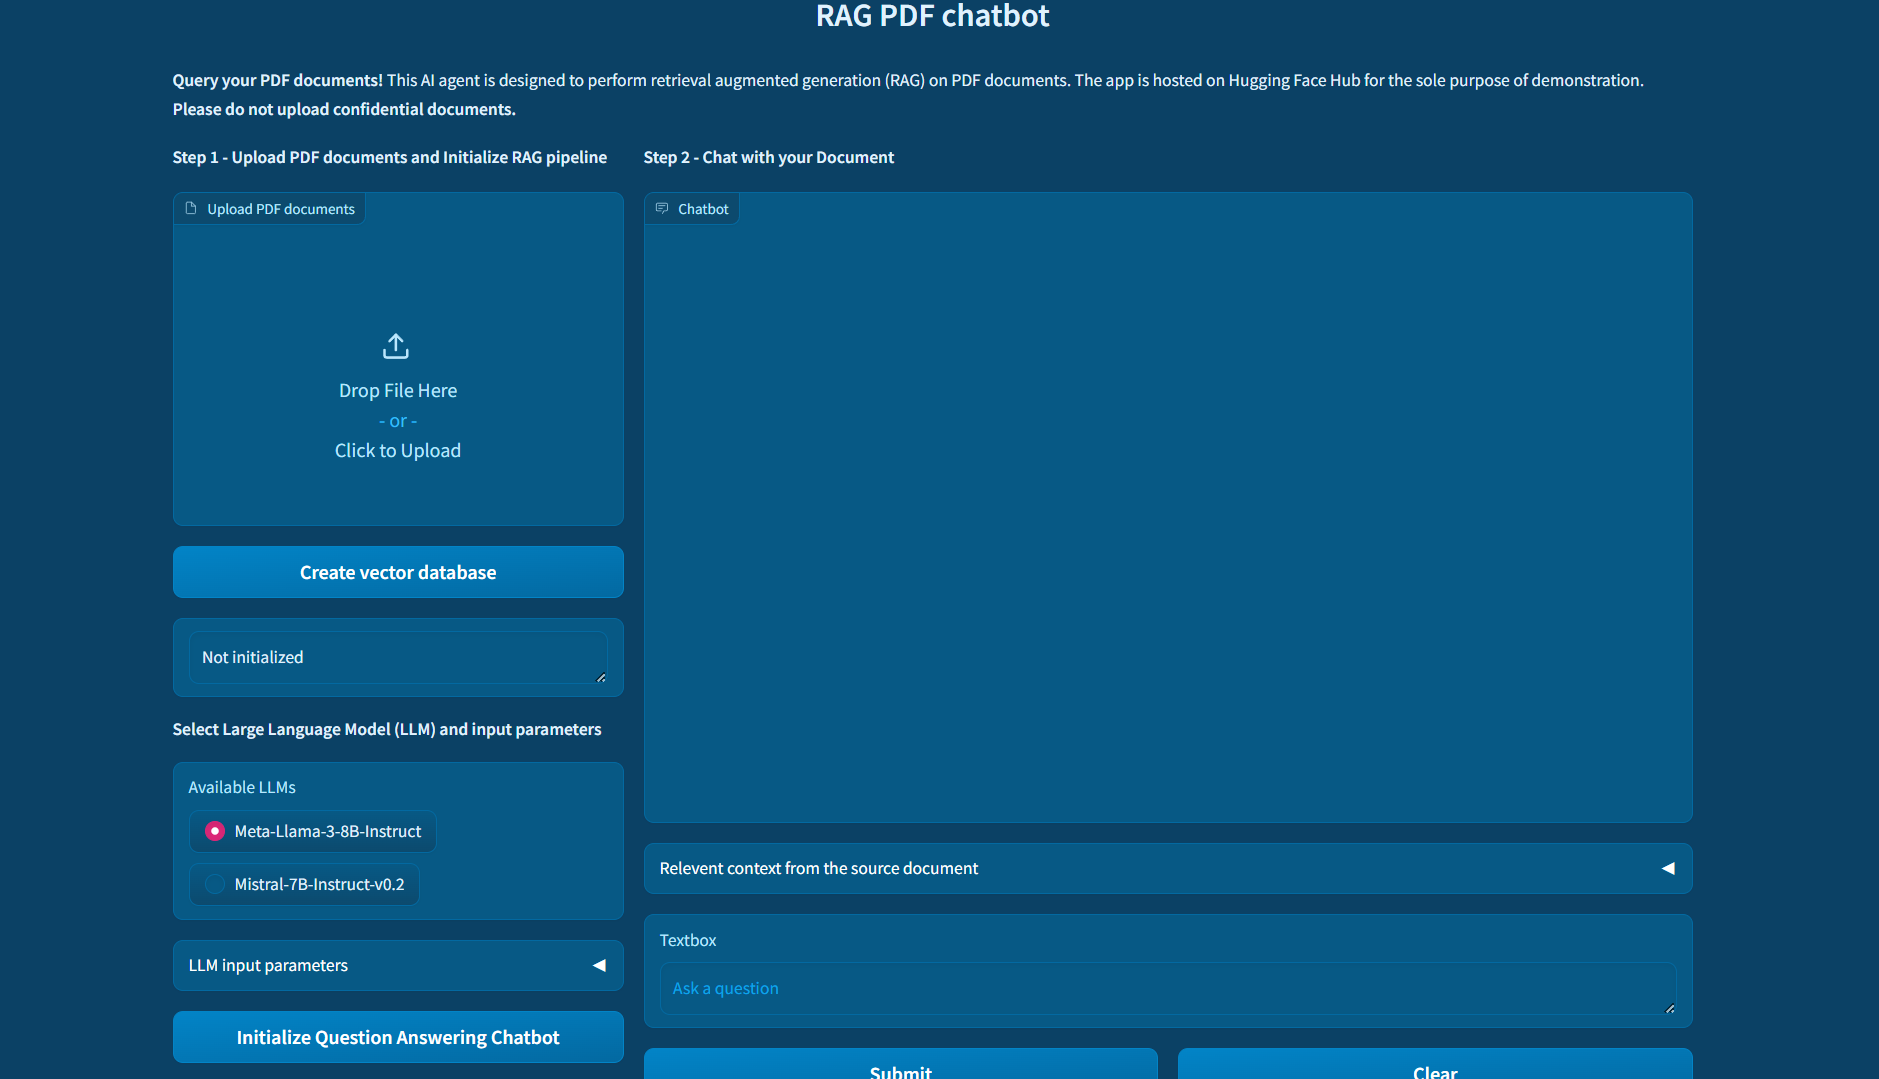 RAG PDF chatbot
Query your PDF documents! This AI agent is designed to perform retrieval augmented generation (RAG) on PDF documents. The app is hosted on Hugging Face Hub for the sole purpose of demonstration.
Please do not upload confidential documents.
Step 1 - Upload PDF documents and Initialize RAG pipeline
Upload PDF documents
Drop File Here
- or -
Click to Upload
Create vector database
Not initialized
Select Large Language Model (LLM) and input parameters
Available LLMs
Meta-Llama-3-8B-Instruct
Mistral-7B-Instruct-v0.2
LLM input parameters
Initialize Question Answering Chatbot
Step 2 - Chat with your Document
Chatbot
Relevent context from the source document
Textbox
Ask a question
Submit
Clear